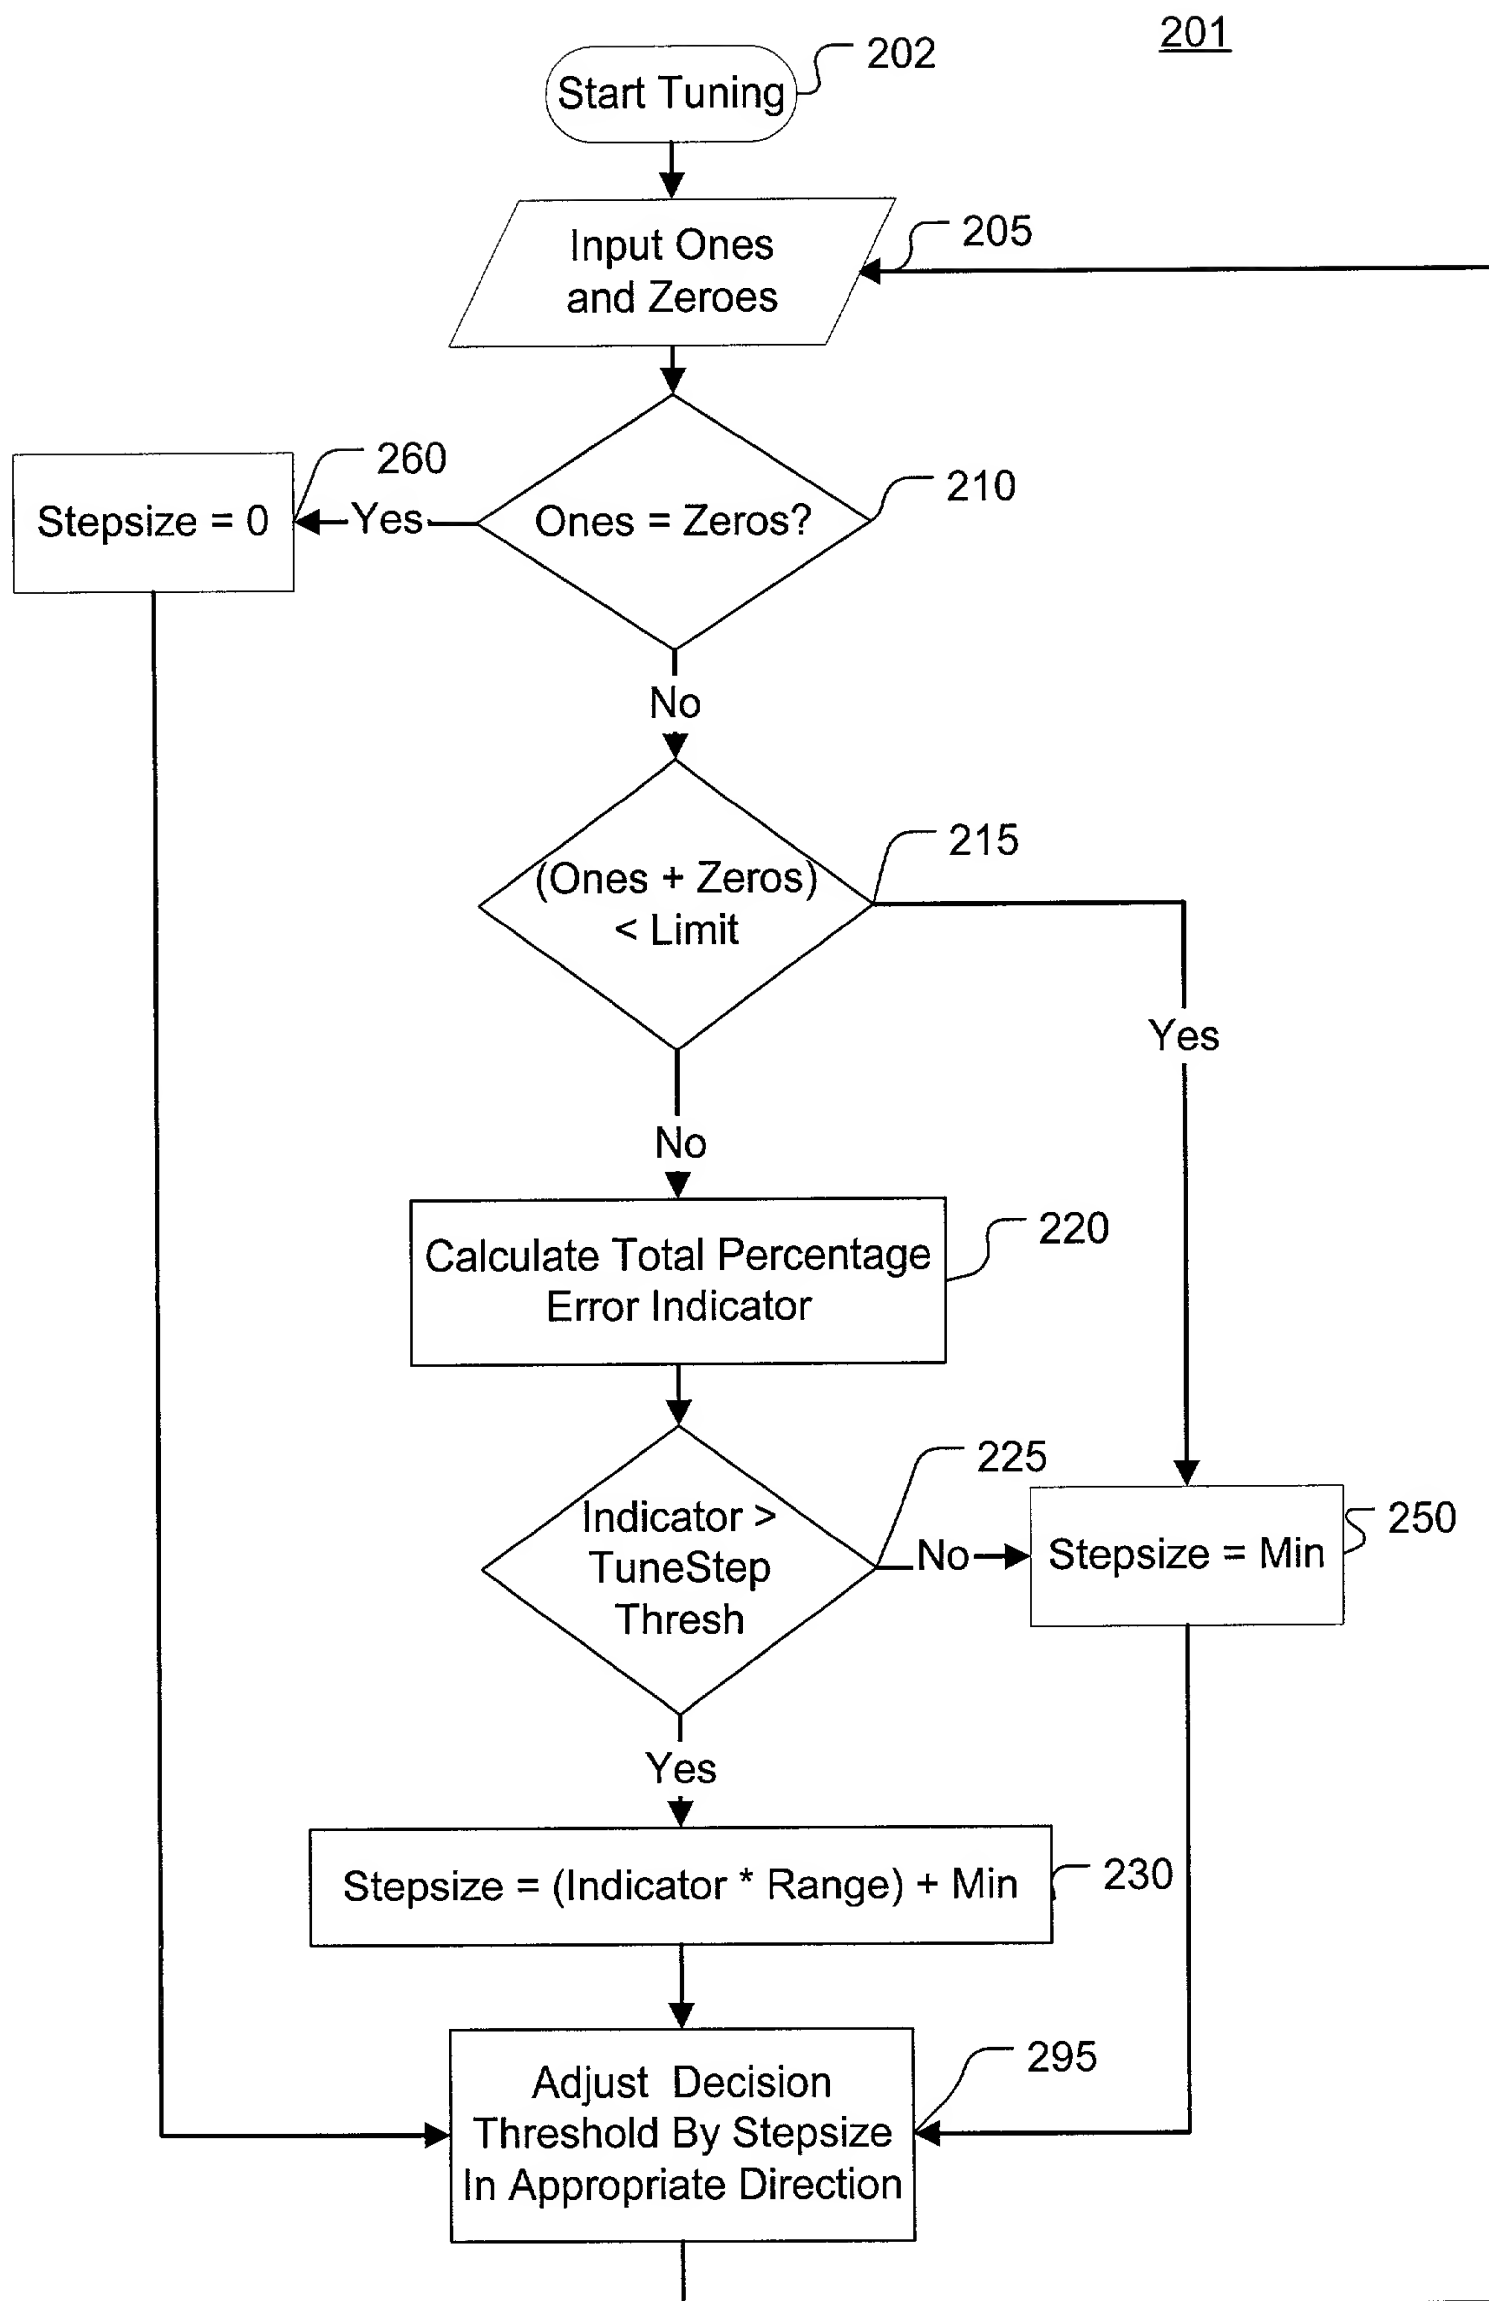 201
202
Start Tuning
205
Input Ones
and Zeroes
260
210
Stepsize = 0
Yes
Ones = Zeros?
No
215
(Ones + Zeros)
< Limit
Yes
No
220
Calculate Total Percentage
Error Indicator
225
Indicator >
TuneStep
Thresh
No
250
Stepsize = Min
Yes
230
Stepsize = (Indicator * Range) + Min
295
Adjust Decision
Threshold By Stepsize
In Appropriate Direction